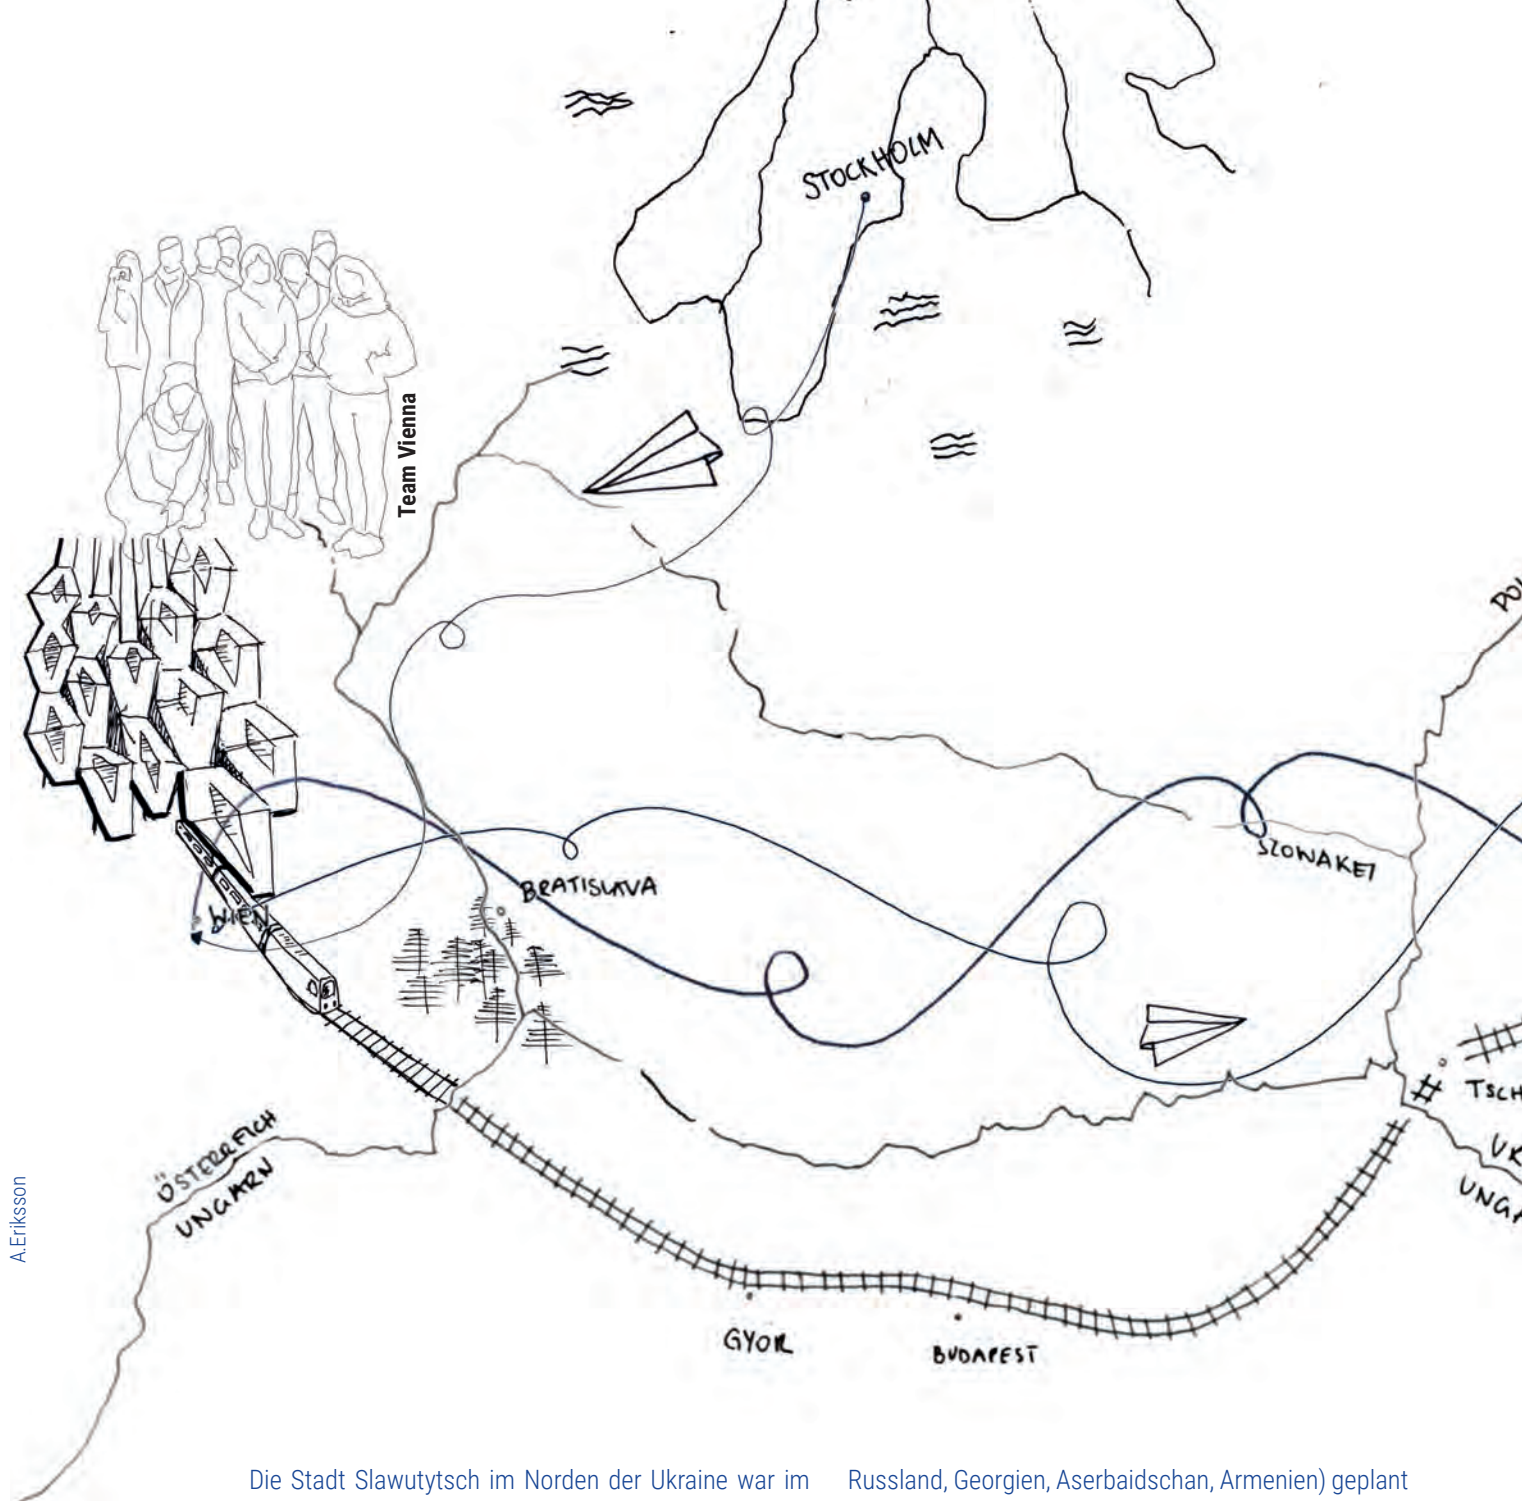 STOCKHOLM
Team Vienna
SZOWAKEI
BRATISLAVA
WIEN
ÖSTERREICH
UNGARN
A.Eriksson
GYOR
BUDAPEST
Die Stadt Slawutytsch im Norden der Ukraine war im
Russland, Georgien, Aserbaidschan, Armenien) geplant